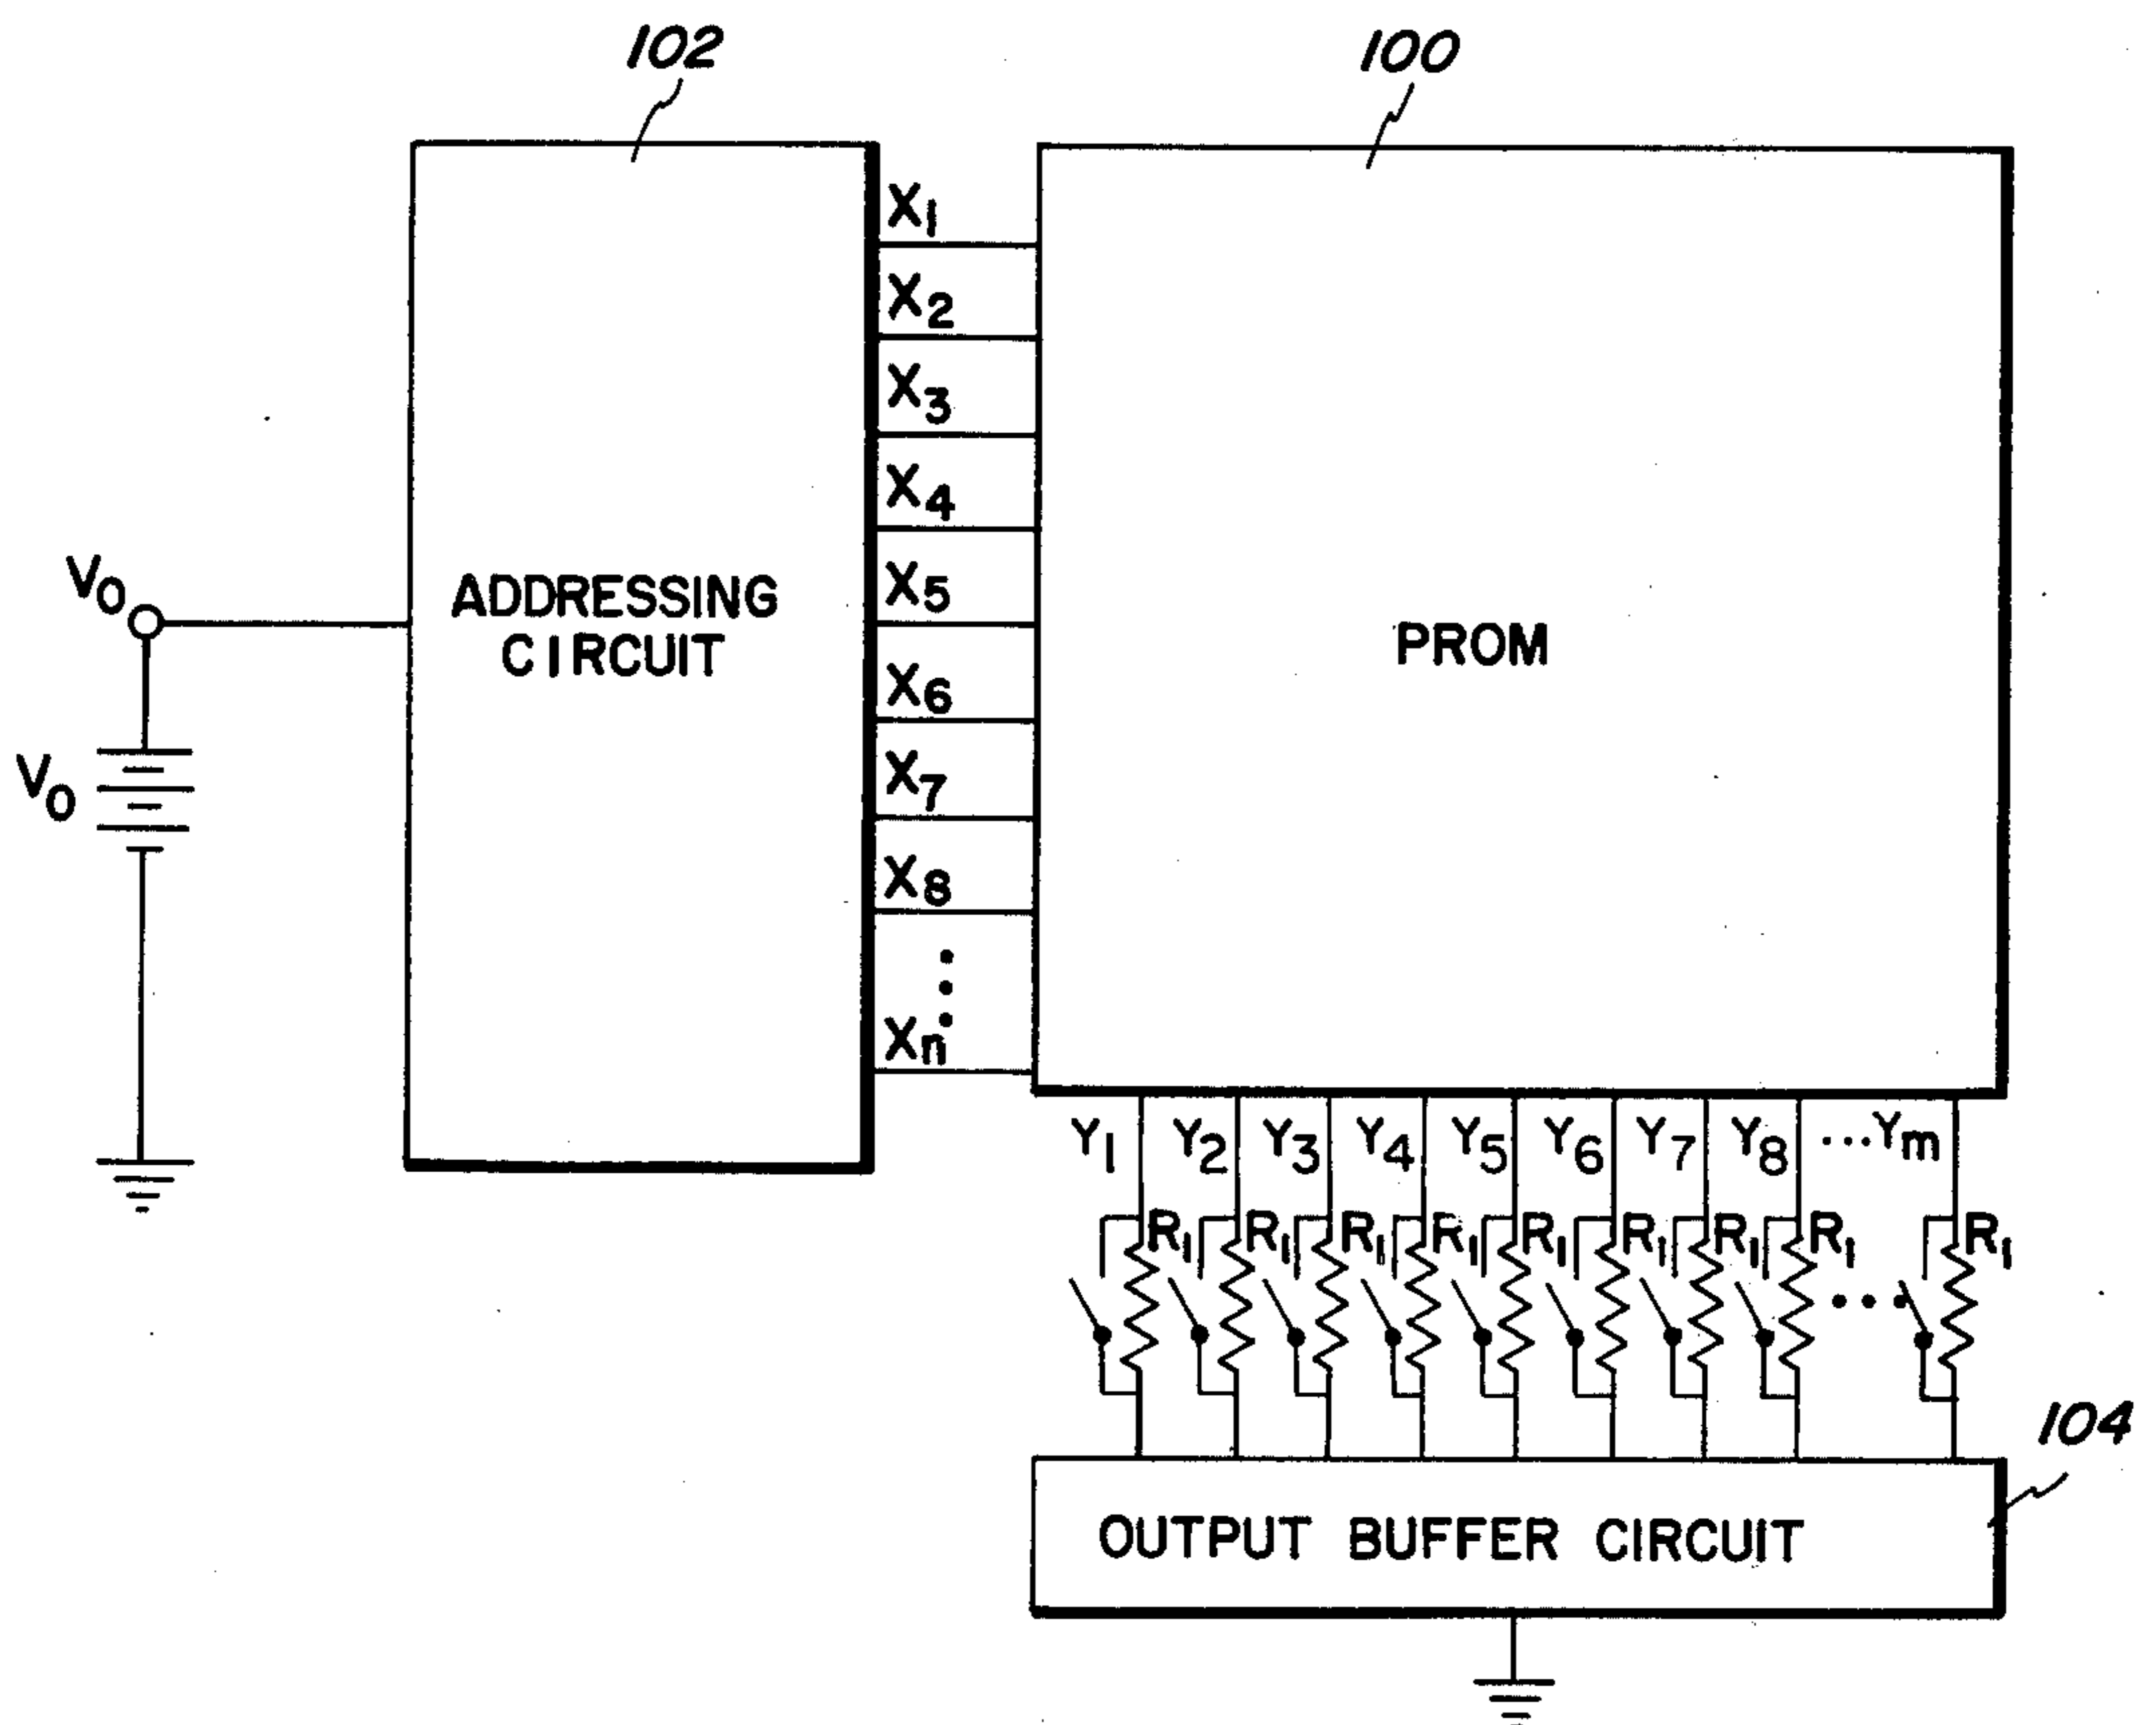 102
100
X1
X2
X3
X4
X5
X6
X7
X8
Xn
V0
V0
ADDRESSING
CIRCUIT
PROM
Y1 Y2 Y3 Y4 Y5 Y6 Y7 Y8 ...Ym
R1 R1 R1 R1 R1 R1 R1 R1 R1
104
OUTPUT BUFFER CIRCUIT